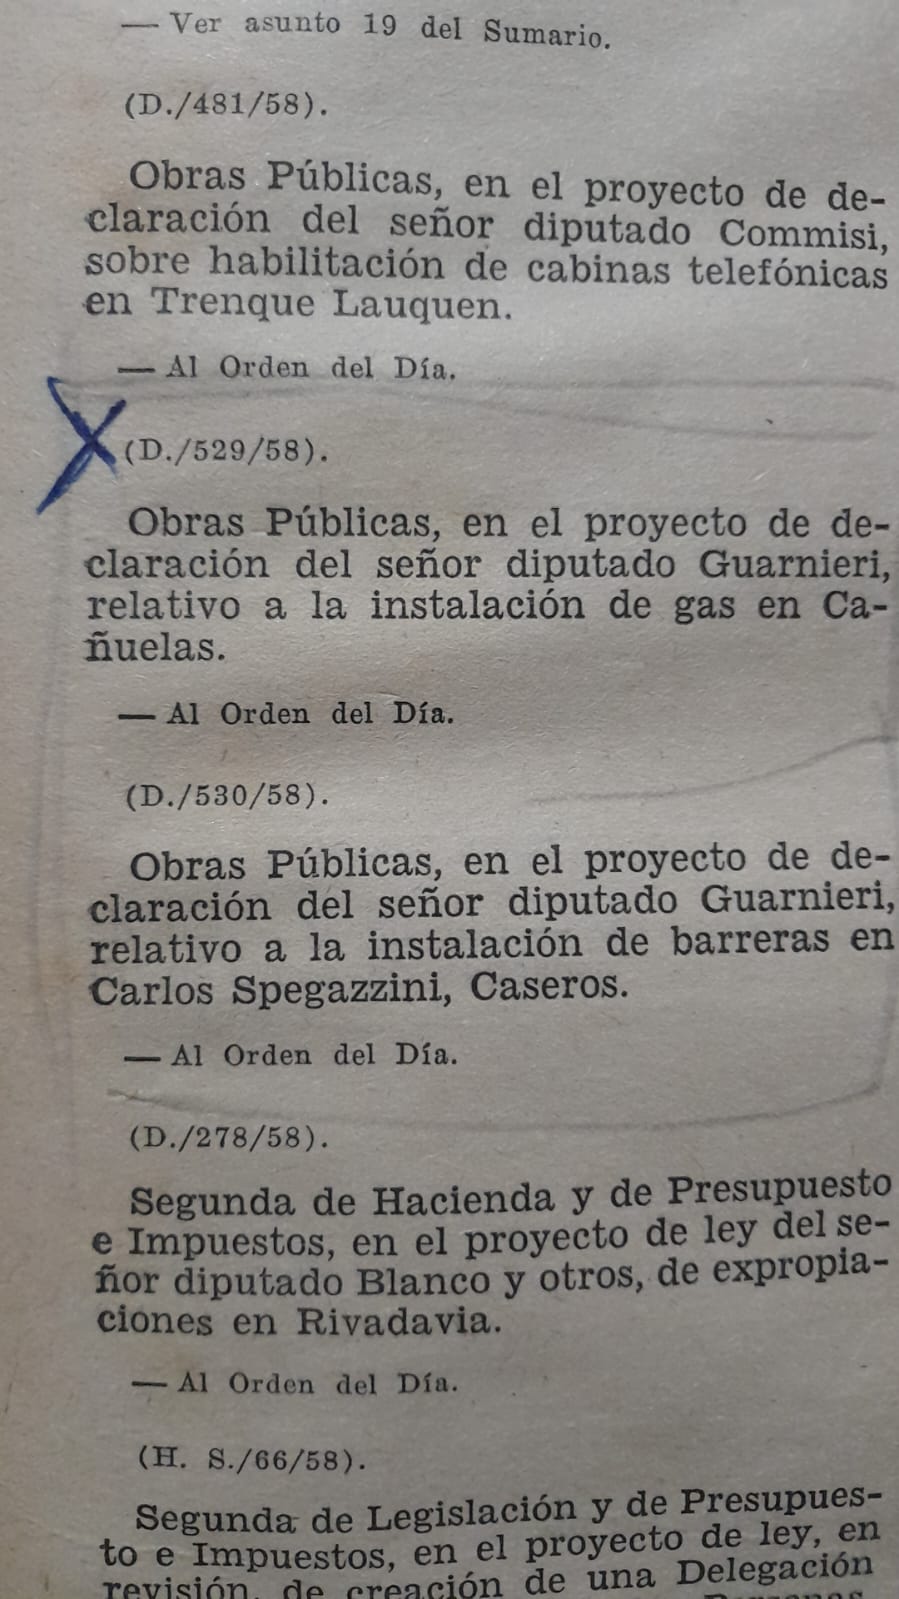 — Ver asunto 19 del Sumario.
(D./481/58).
Obras Públicas, en el proyecto de de-
claración del señor diputado Commisi,
sobre habilitación de cabinas telefónicas
en Trenque Lauquen.
— Al Orden del Día.
(D./529/58).
Obras Públicas, en el proyecto de de-
claración del señor diputado Guarnieri,
relativo a la instalación de gas en Ca-
ñuelas.
— Al Orden del Día.
(D./530/58).
Obras Públicas, en el proyecto de de-
claración del señor diputado Guarnieri,
relativo a la instalación de barreras en
Carlos Spegazzini, Caseros.
— Al Orden del Día.
(D./278/58).
Segunda de Hacienda y de Presupuesto
e Impuestos, en el proyecto de ley del se-
ñor diputado Blanco y otros, de expropia-
ciones en Rivadavia.
— Al Orden del Día.
(H. S./66/58).
Segunda de Legislación y de Presupues-
to e Impuestos, en el proyecto de ley, en
revisión, de creación de una Delegación